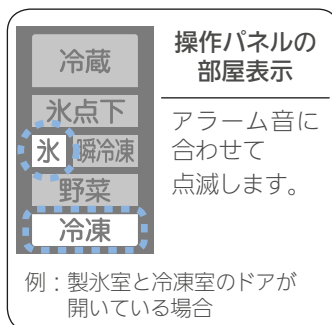 冷蔵
氷点下
氷 瞬冷凍
野菜
冷凍
操作パネルの
部屋表示
アラーム音に
合わせて
点滅します。
例：製氷室と冷凍室のドアが
開いている場合